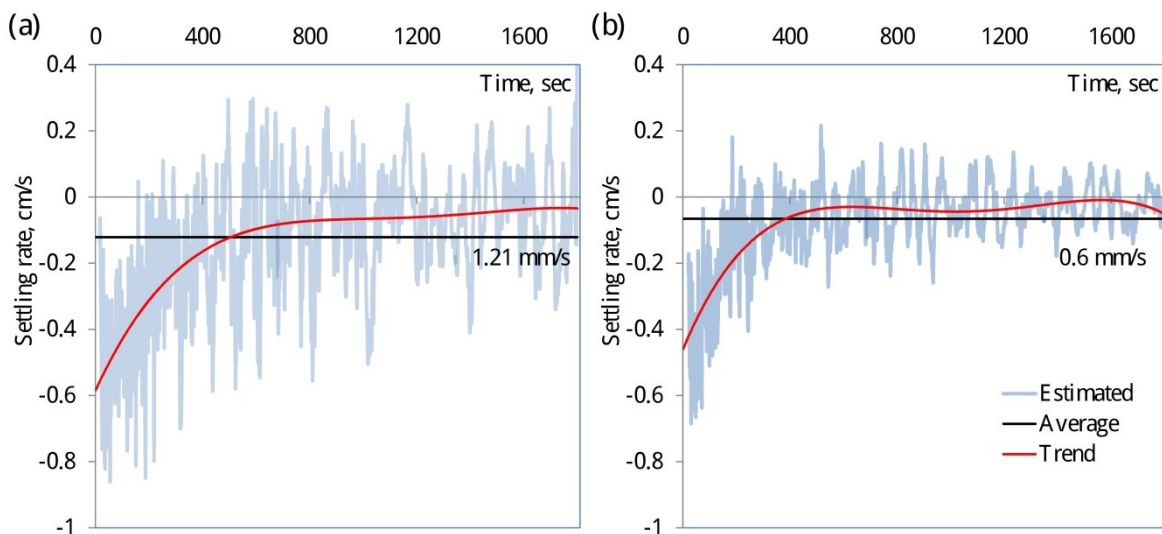 (a)
0 400 800 1200 1600
Time, sec
0.4
0.2
0
-0.2
-0.4
-0.6
-0.8
-1
Settling rate, cm/s
1.21 mm/s
(b)
0 400 800 1200 1600
Time, sec
0.4
0.2
0
-0.2
-0.4
-0.6
-0.8
-1
Settling rate, cm/s
0.6 mm/s
Estimated
Average
Trend